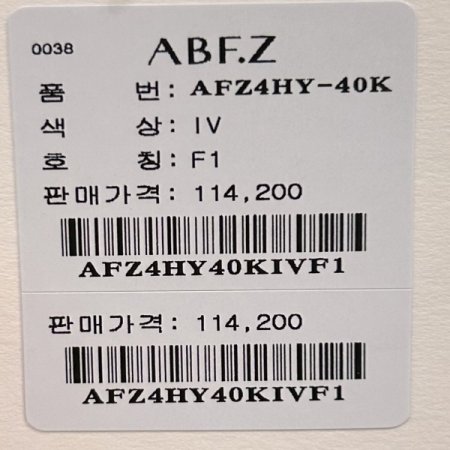 0038 ABF.Z
품 번: AFZ4HY-40K
색 상: IV
호 칭: F1
판매가격: 114,200
AFZ4HY40KIVF1
판매가격: 114,200
AFZ4HY40KIVF1